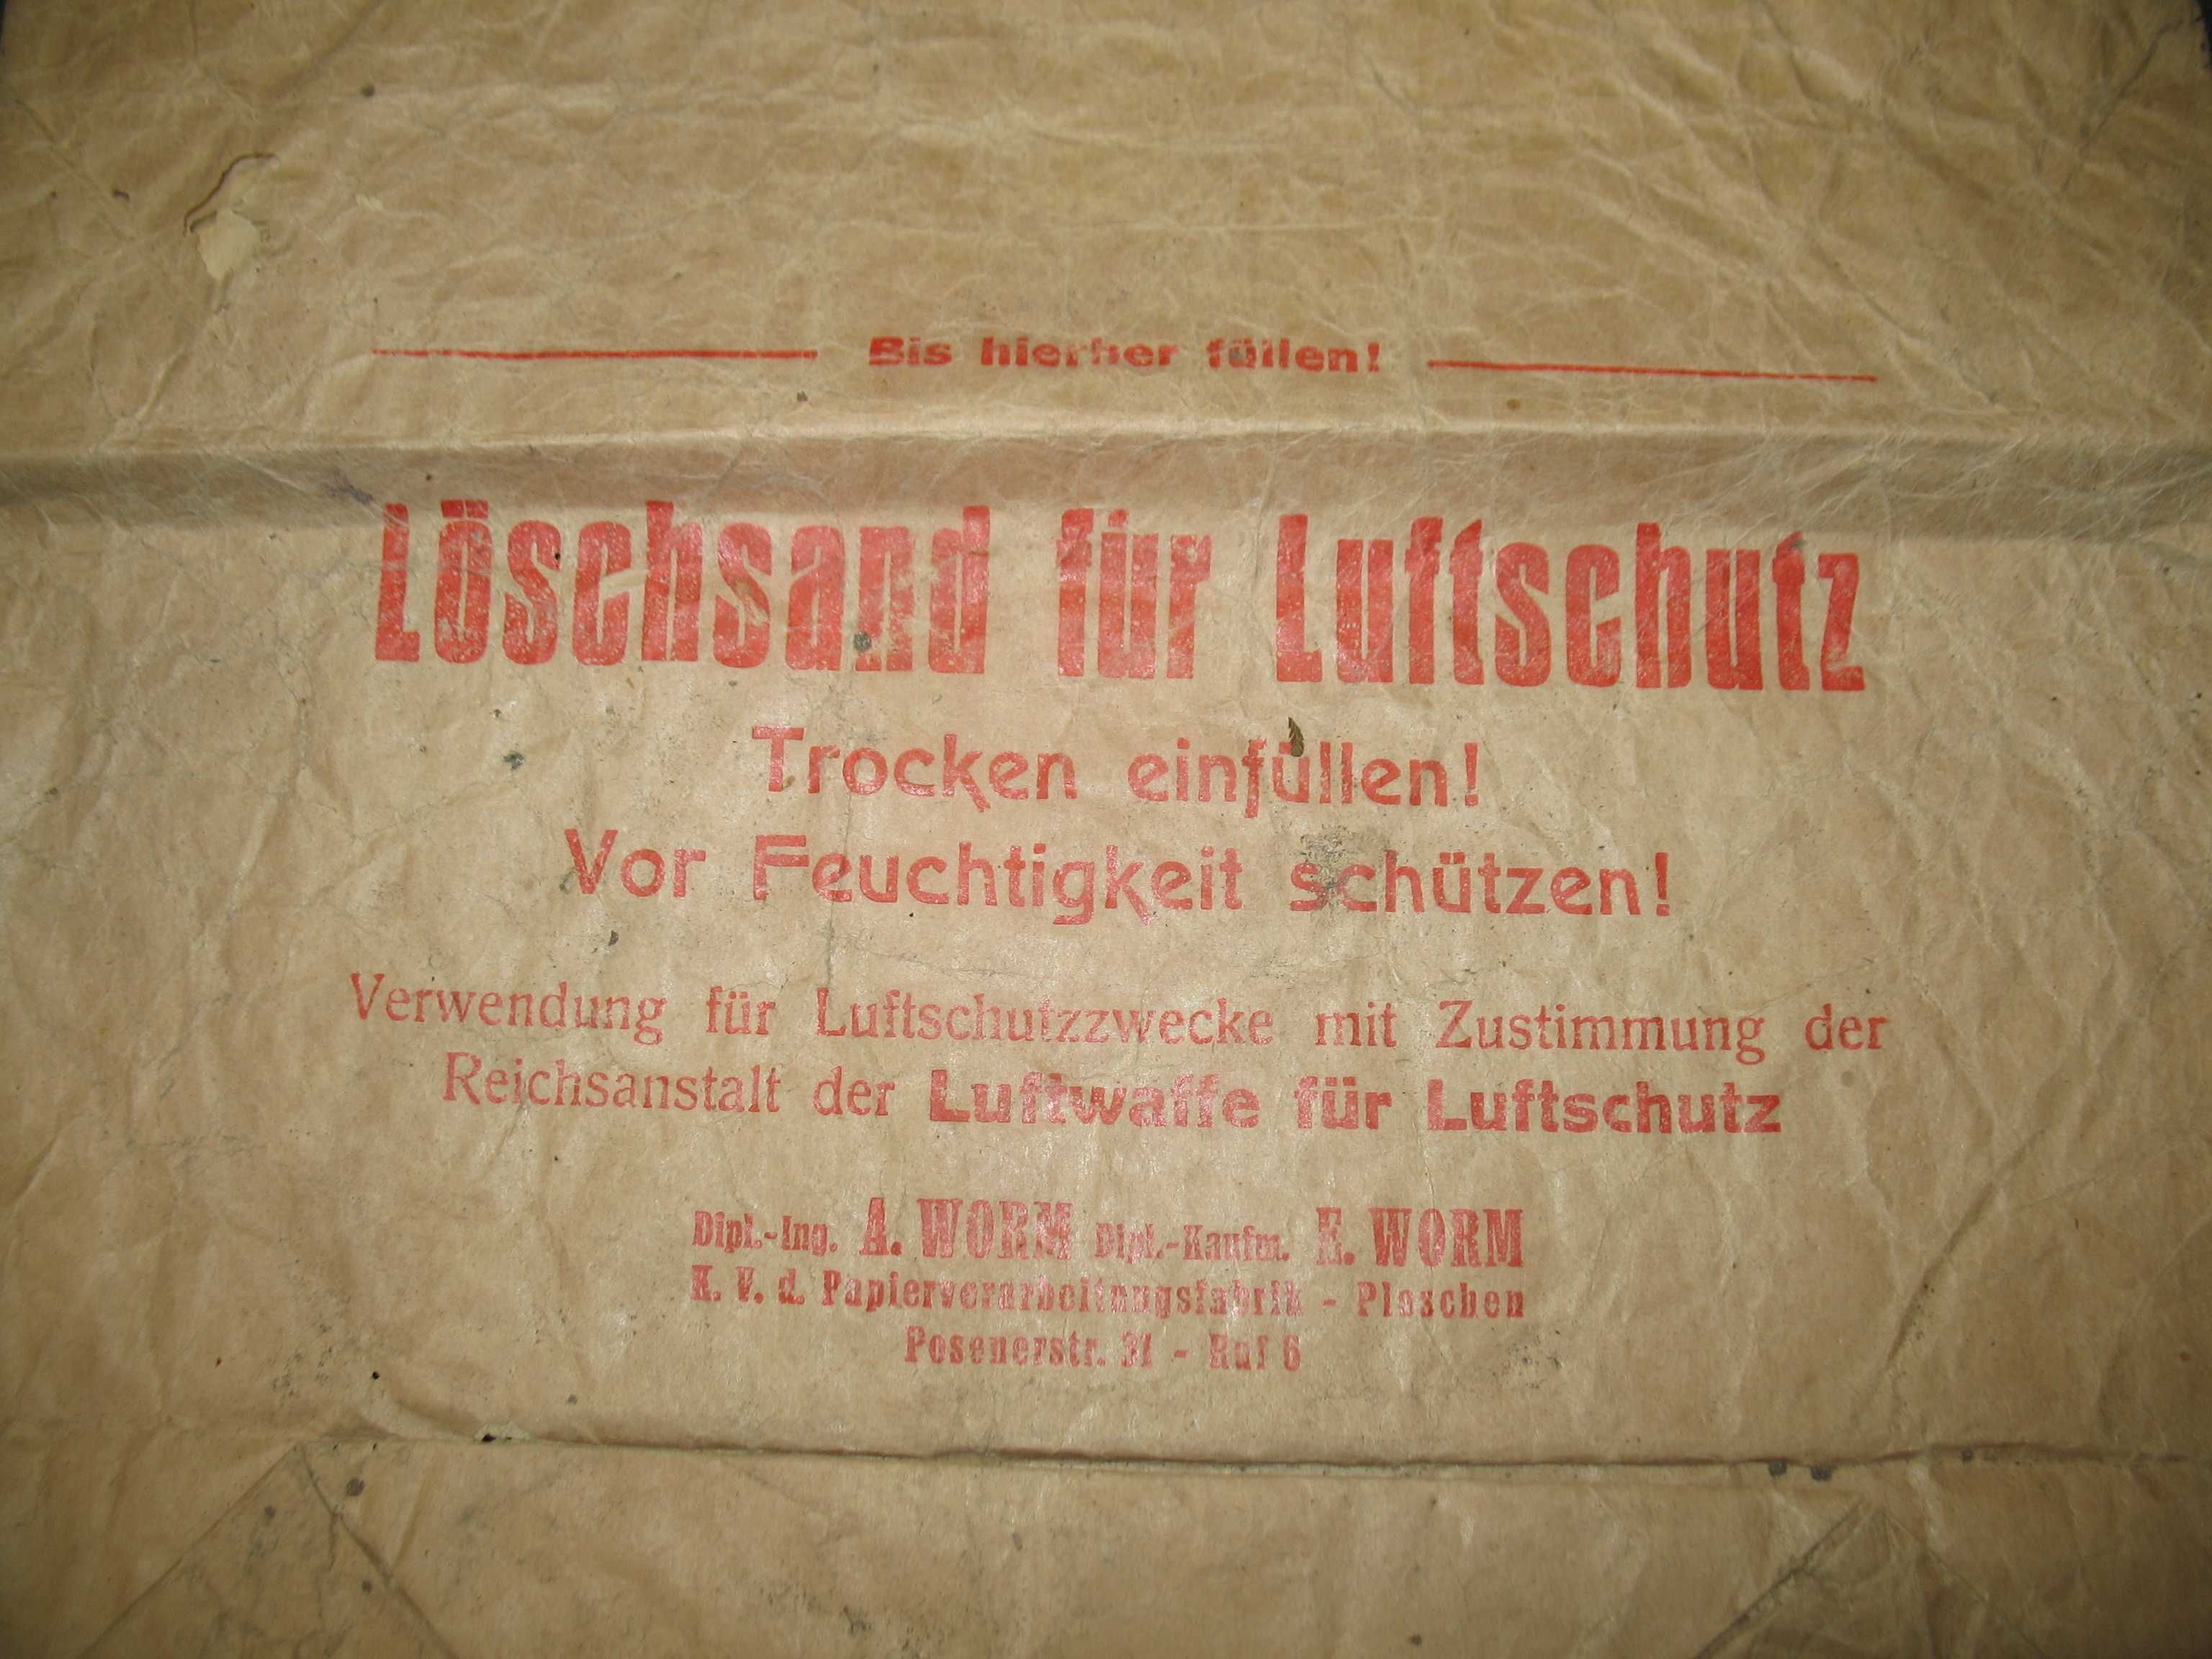 Bis hierher füllen!
Löschsand für Luftschutz
Trocken einfüllen!
Vor Feuchtigkeit schützen!
Verwendung für Luftschutzzwecke mit Zustimmung der
Reichsanstalt der Luftwaffe für Luftschutz
Dipl.-Ing. A. WORM Dipl.-Kaufm. E. WORM
K. V. d. Papierverarbeitungsfabrik - Pleschen
Posenerstr. 31 - Ruf 6